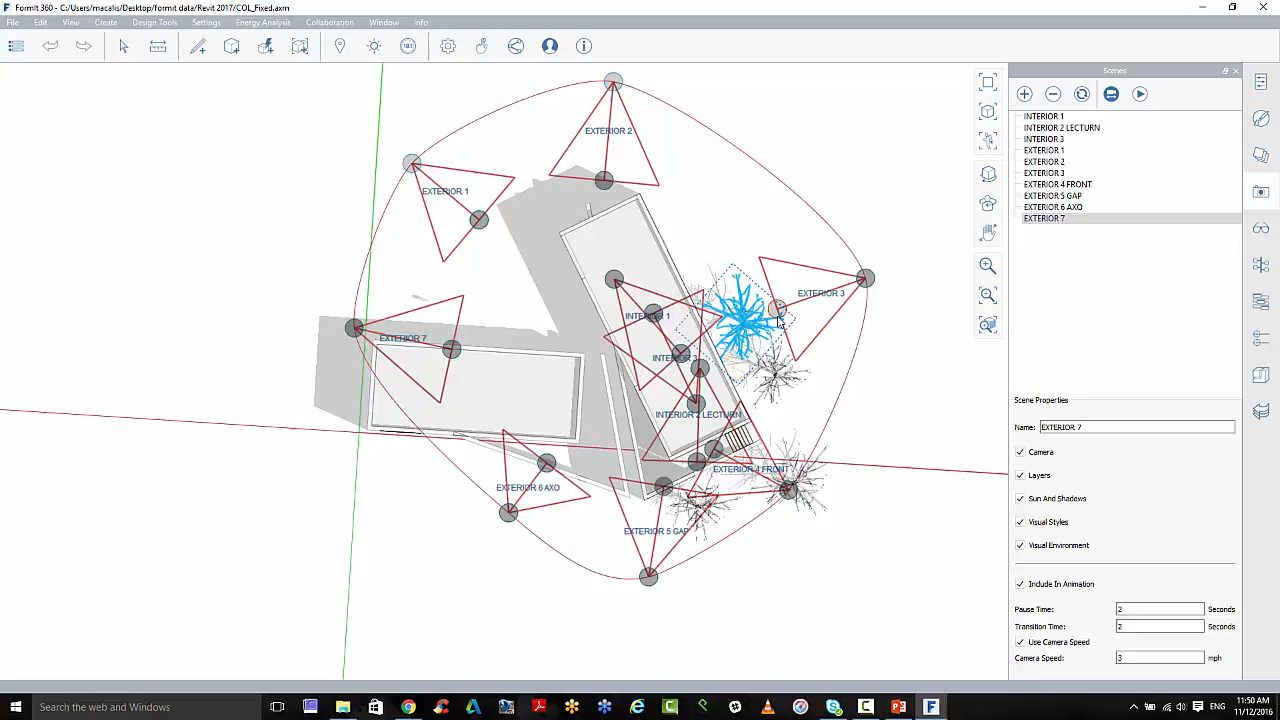 FormIt 360 - C:/Users/macalis/Desktop/formit data/Revit 2017/COL_Fixed.axm
File Edit View Create Design Tools Settings Energy Analysis Collaboration Window Info
Scenes
INTERIOR 1
INTERIOR 2 LECTURN
EXTERIOR 1
EXTERIOR 2
EXTERIOR 3
EXTERIOR 4 FRONT
EXTERIOR 5 GAP
EXTERIOR 6 AXO
EXTERIOR 7
EXTERIOR 2
EXTERIOR 1
EXTERIOR 3
INTERIOR 1
EXTERIOR 7
INTERIOR 3
INTERIOR 2 LECTURN
EXTERIOR 4 FRONT
EXTERIOR 6 AXO
EXTERIOR 5 GAP
Scene Properties
Name: EXTERIOR 7
Camera
Layers
Sun And Shadows
Visual Styles
Visual Environment
Include In Animation
Pause Time: 2 Seconds
Transition Time: 2 Seconds
Use Camera Speed
Camera Speed: 3 mph
Search the web and Windows
ENG
11:50 AM
11/12/2016